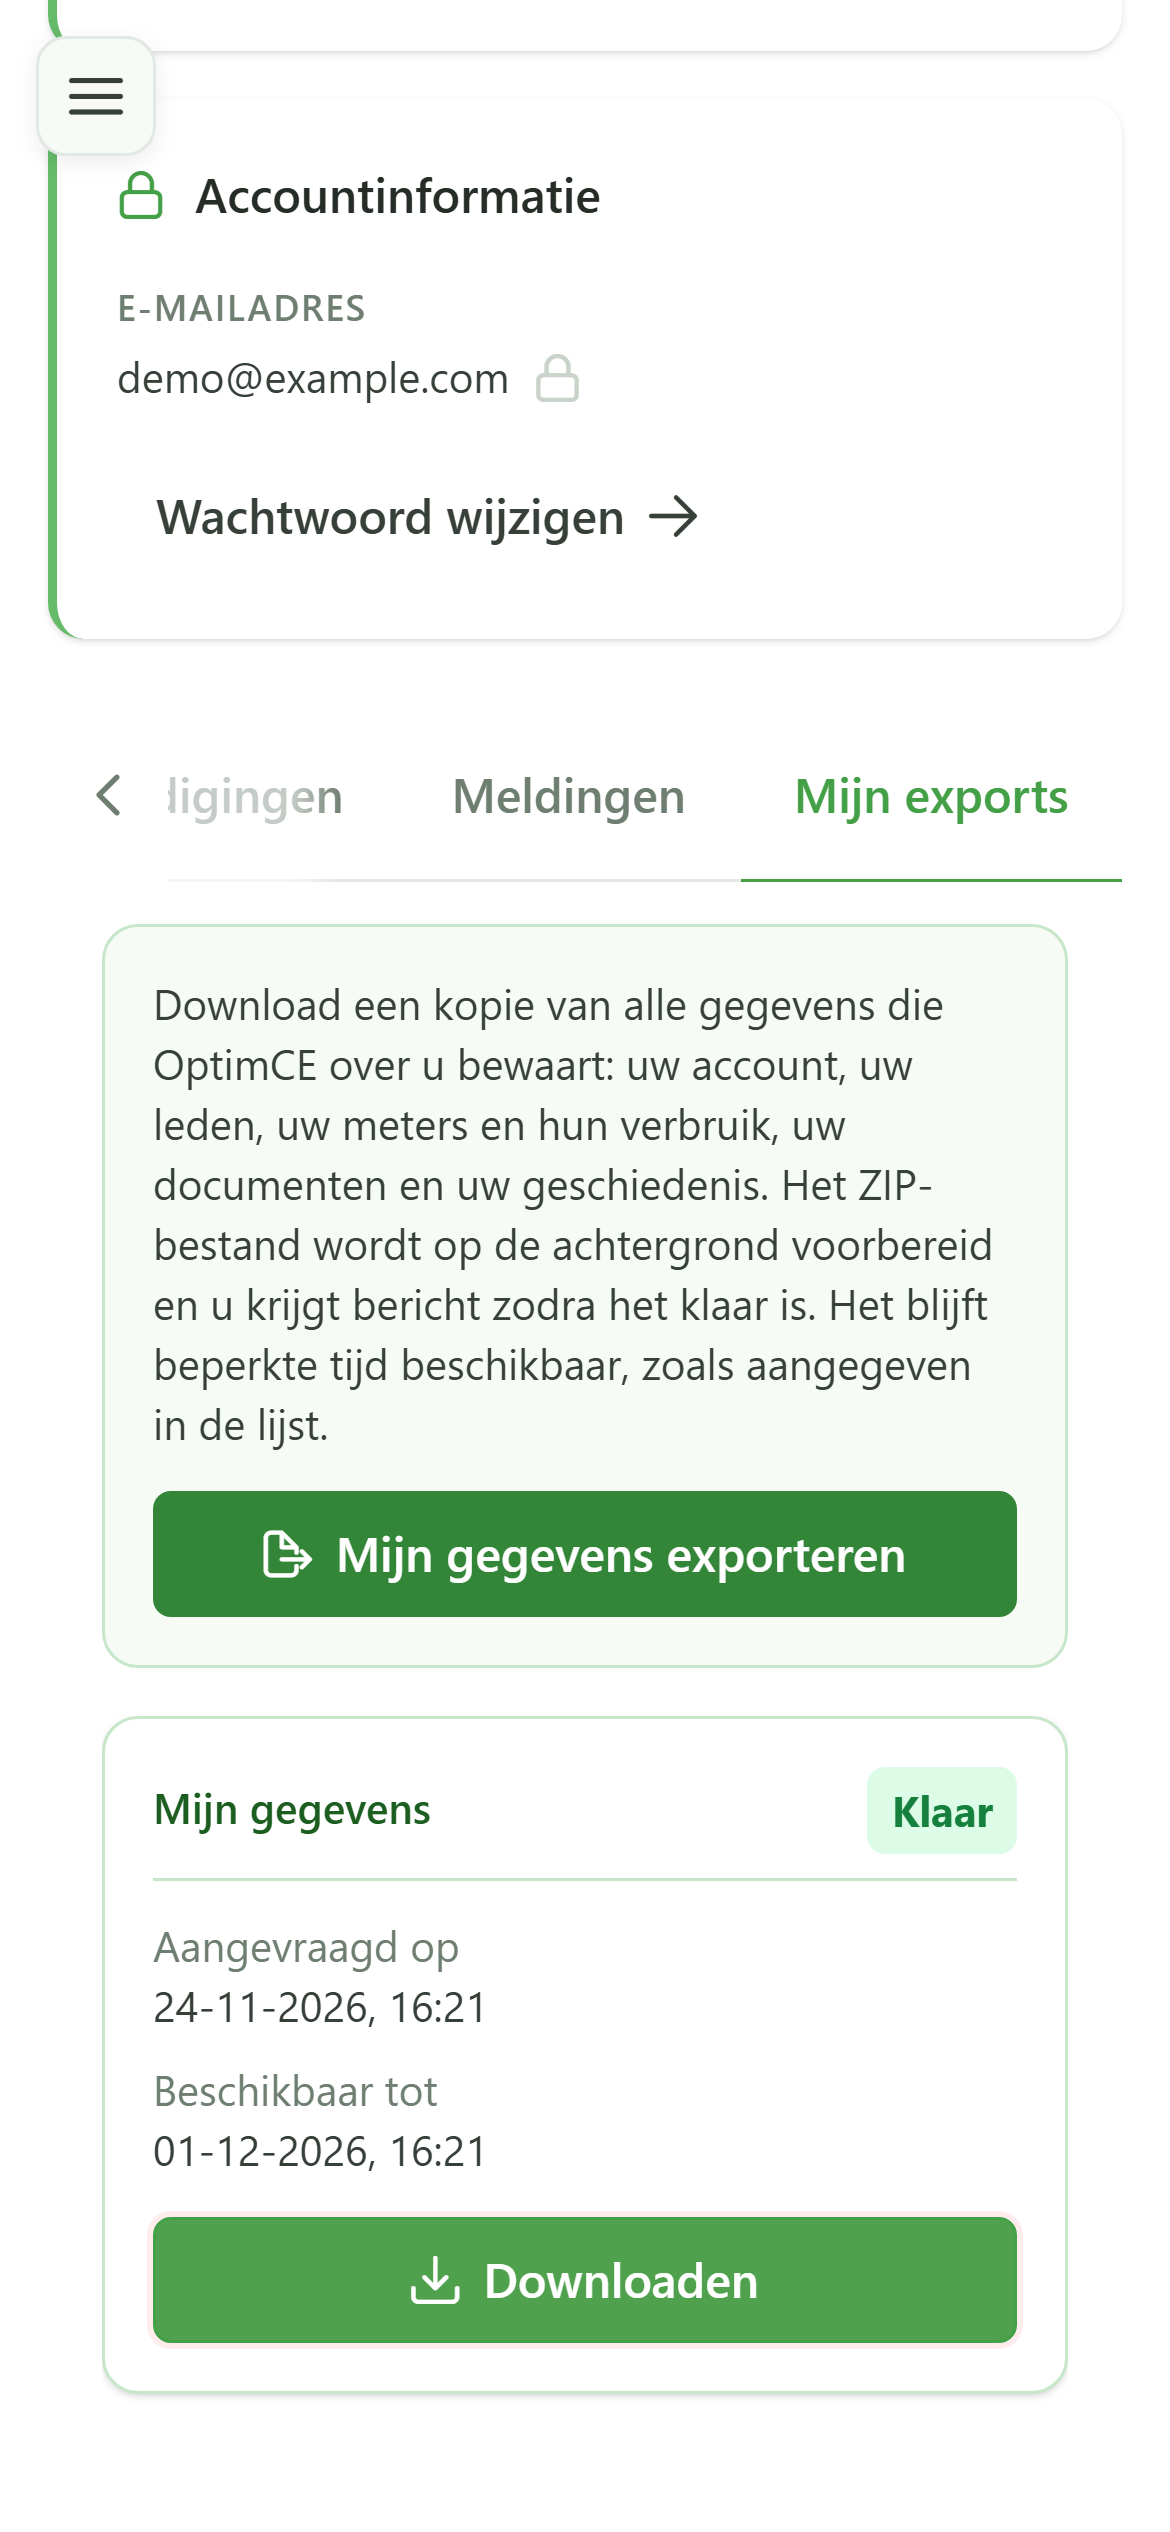 Accountinformatie
E-MAILADRES
demo@example.com
Wachtwoord wijzigen
Meldingen
Mijn exports
Download een kopie van alle gegevens die
OptimCE over u bewaart: uw account, uw
leden, uw meters en hun verbruik, uw
documenten en uw geschiedenis. Het ZIP-
bestand wordt op de achtergrond voorbereid
en u krijgt bericht zodra het klaar is. Het blijft
beperkte tijd beschikbaar, zoals aangegeven
in de lijst.
Mijn gegevens exporteren
Mijn gegevens
Klaar
Aangevraagd op
24-11-2026, 16:21
Beschikbaar tot
01-12-2026, 16:21
Downloaden